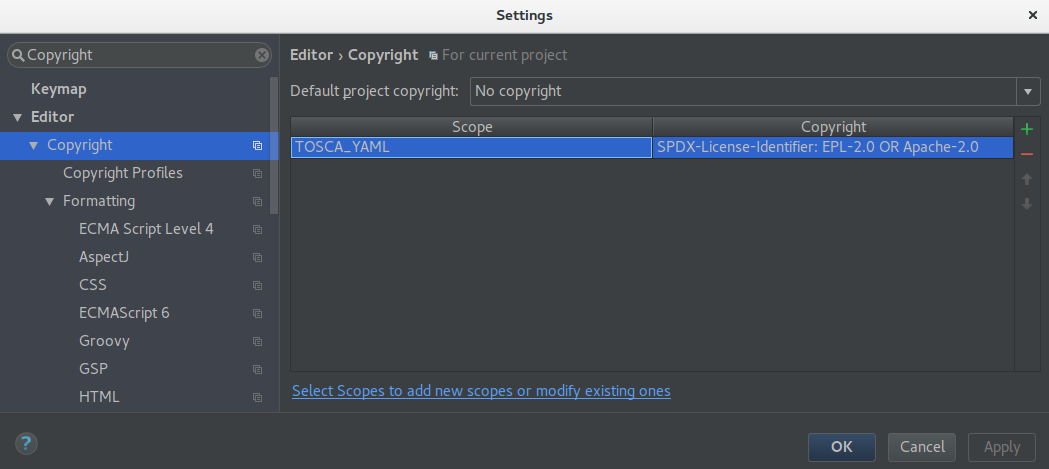 Settings
Copyright
Keymap
Editor
Copyright
Copyright Profiles
Formatting
ECMA Script Level 4
AspectJ
CSS
ECMAScript 6
Groovy
GSP
HTML
Editor › Copyright For current project
Default project copyright: No copyright
Scope Copyright
TOSCA_YAML SPDX-License-Identifier: EPL-2.0 OR Apache-2.0
Select Scopes to add new scopes or modify existing ones
? OK Cancel Apply